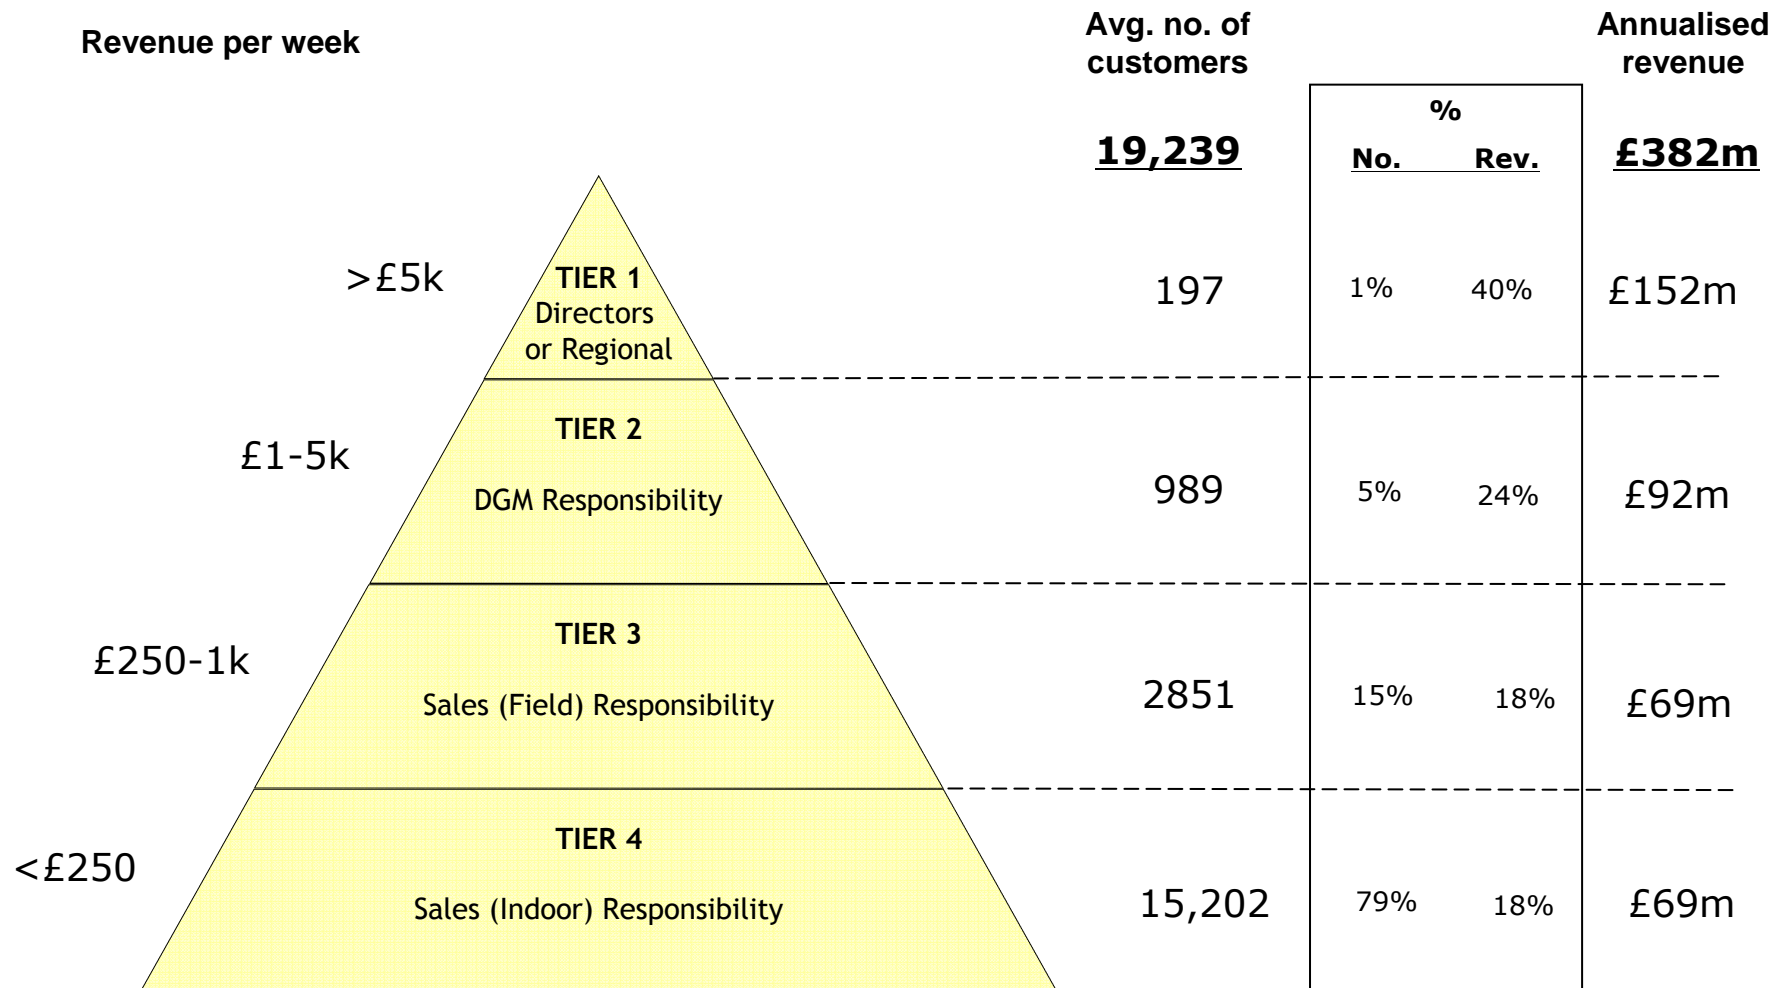 Revenue per week
Avg. no. of
customers
Annualised
revenue
%
19,239
No. Rev.
£382m
>£5k
TIER 1
Directors
or Regional
197
1%
40%
£152m
£1-5k
TIER 2
DGM Responsibility
989
5%
24%
£92m
£250-1k
TIER 3
Sales (Field) Responsibility
2851
15%
18%
£69m
<£250
TIER 4
Sales (Indoor) Responsibility
15,202
79%
18%
£69m